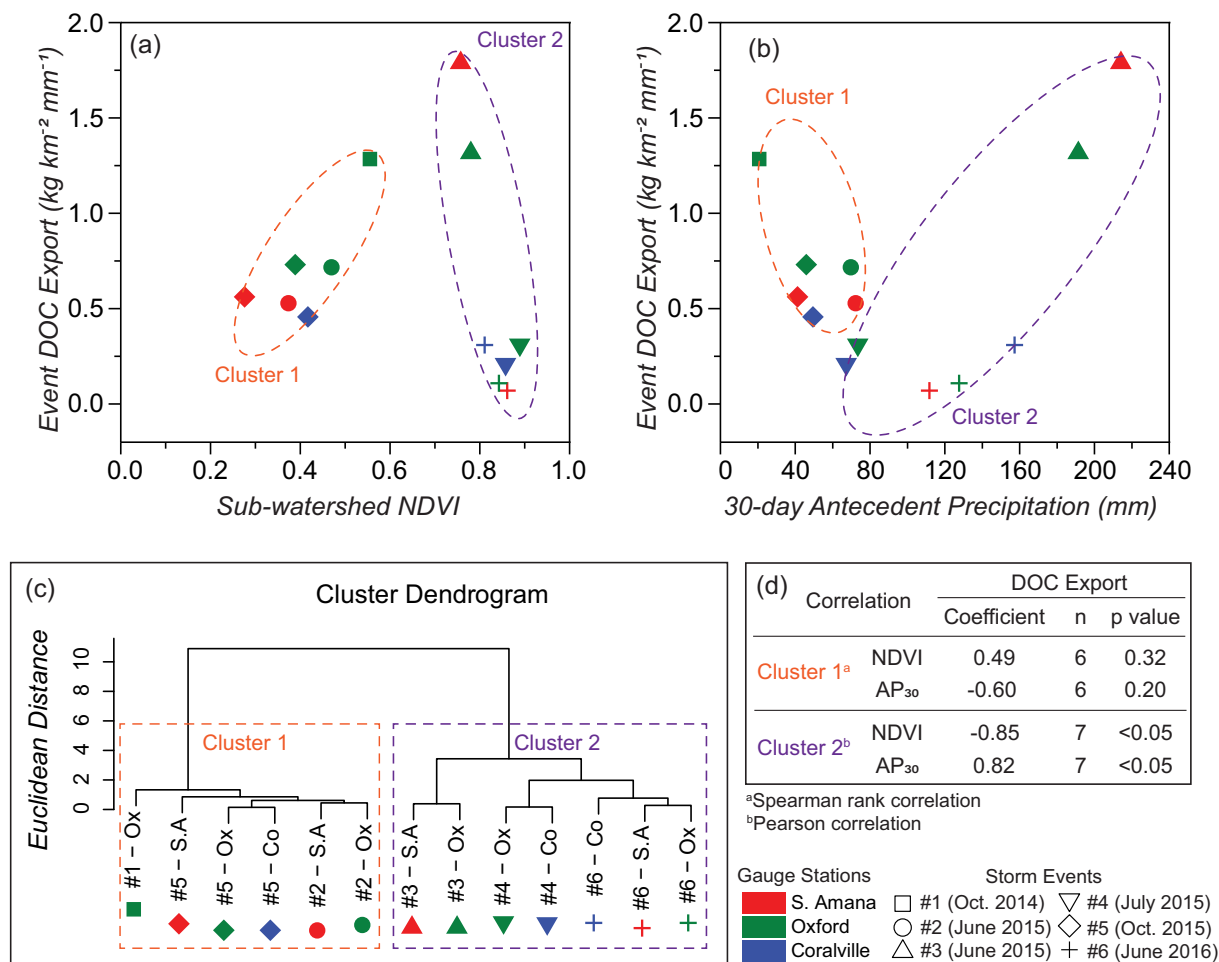 (a)
Cluster 2
Cluster 1
Event DOC Export (kg km⁻² mm⁻¹)
2.0
1.5
1.0
0.5
0.0
0.0 0.2 0.4 0.6 0.8 1.0
Sub-watershed NDVI
(b)
Cluster 1
Cluster 2
Event DOC Export (kg km⁻² mm⁻¹)
2.0
1.5
1.0
0.5
0.0
0 40 80 120 160 200 240
30-day Antecedent Precipitation (mm)
(c)
Cluster Dendrogram
Euclidean Distance
10
8
6
4
2
0
Cluster 1
Cluster 2
#1 – Ox
#5 – S.A
#5 – Ox
#5 – Co
#2 – S.A
#2 – Ox
#3 – S.A
#3 – Ox
#4 – Ox
#4 – Co
#6 – Co
#6 – S.A
#6 – Ox
(d)
DOC Export
Correlation
Coefficient n p value
Cluster 1ᵃ
NDVI 0.49 6 0.32
AP₃₀ -0.60 6 0.20
Cluster 2ᵇ
NDVI -0.85 7 <0.05
AP₃₀ 0.82 7 <0.05
ᵃSpearman rank correlation
ᵇPearson correlation
Gauge Stations
S. Amana
Oxford
Coralville
Storm Events
#1 (Oct. 2014) #4 (July 2015)
#2 (June 2015) #5 (Oct. 2015)
#3 (June 2015) #6 (June 2016)